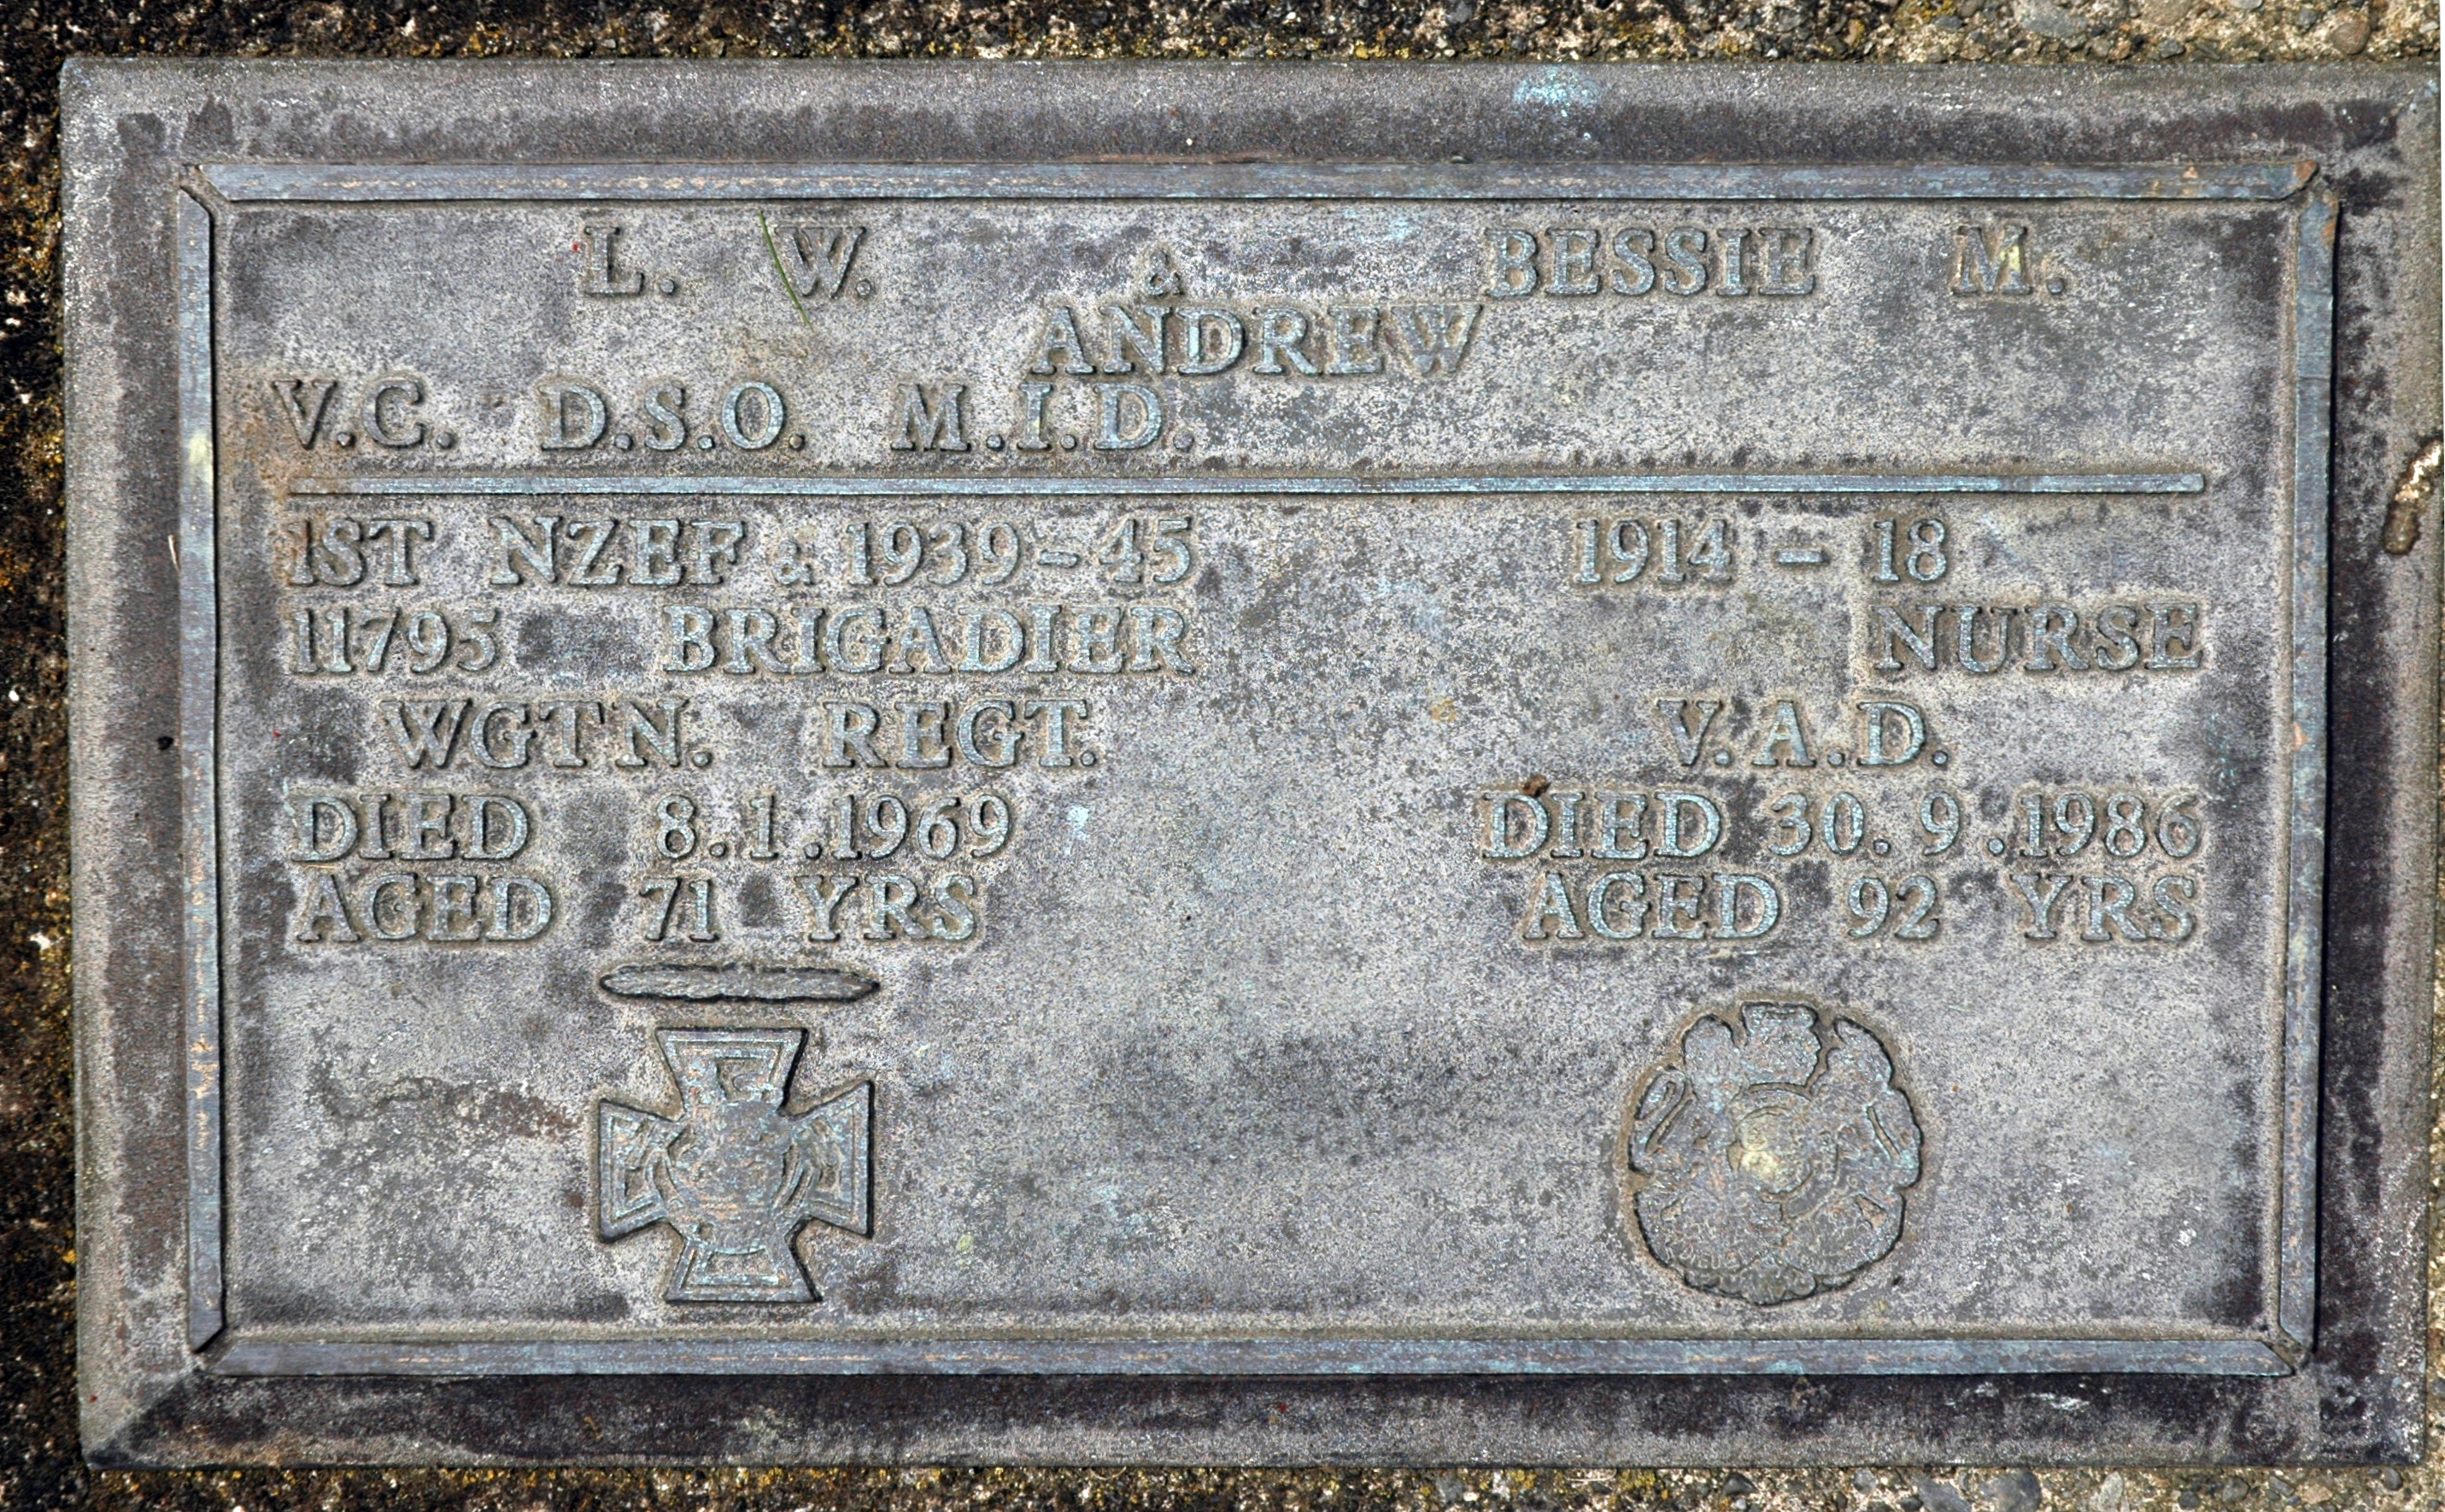 L. W. & BESSIE M.
ANDREW
V.C. D.S.O. M.I.D.
1ST NZEF & 1939-45
11795 BRIGADIER
WGTN. REGT.
DIED 8.1.1969
AGED 71 YRS
1914 - 18
NURSE
V.A.D.
DIED 30.9.1986
AGED 92 YRS